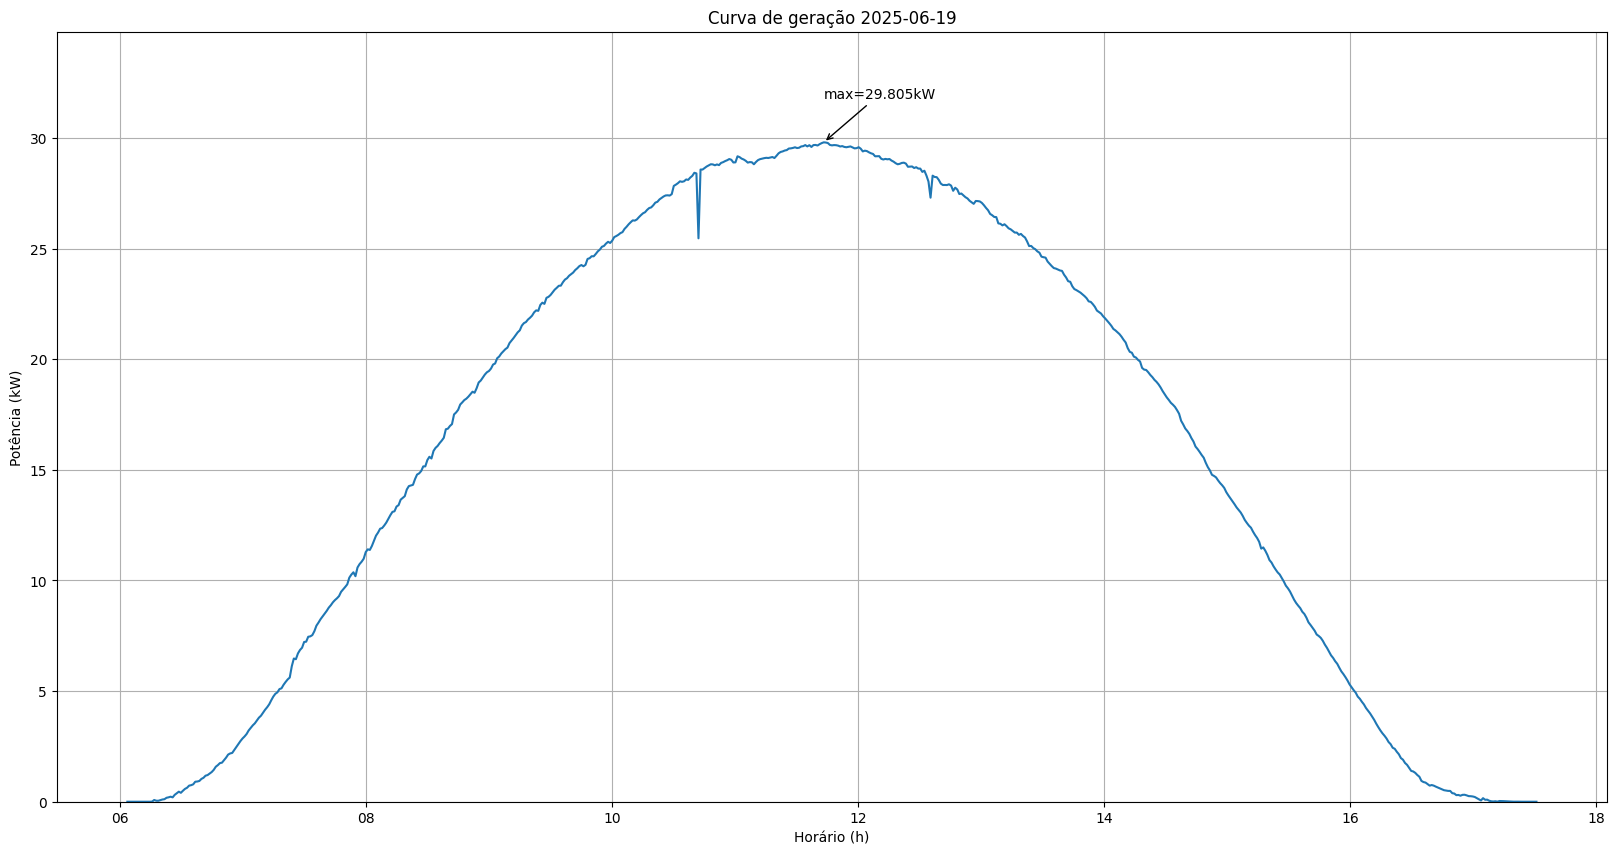 Curva de geração 2025-06-19
max=29.805kW
30
25
20
15
10
5
0
Potência (kW)
06 08 10 12 14 16 18
Horário (h)